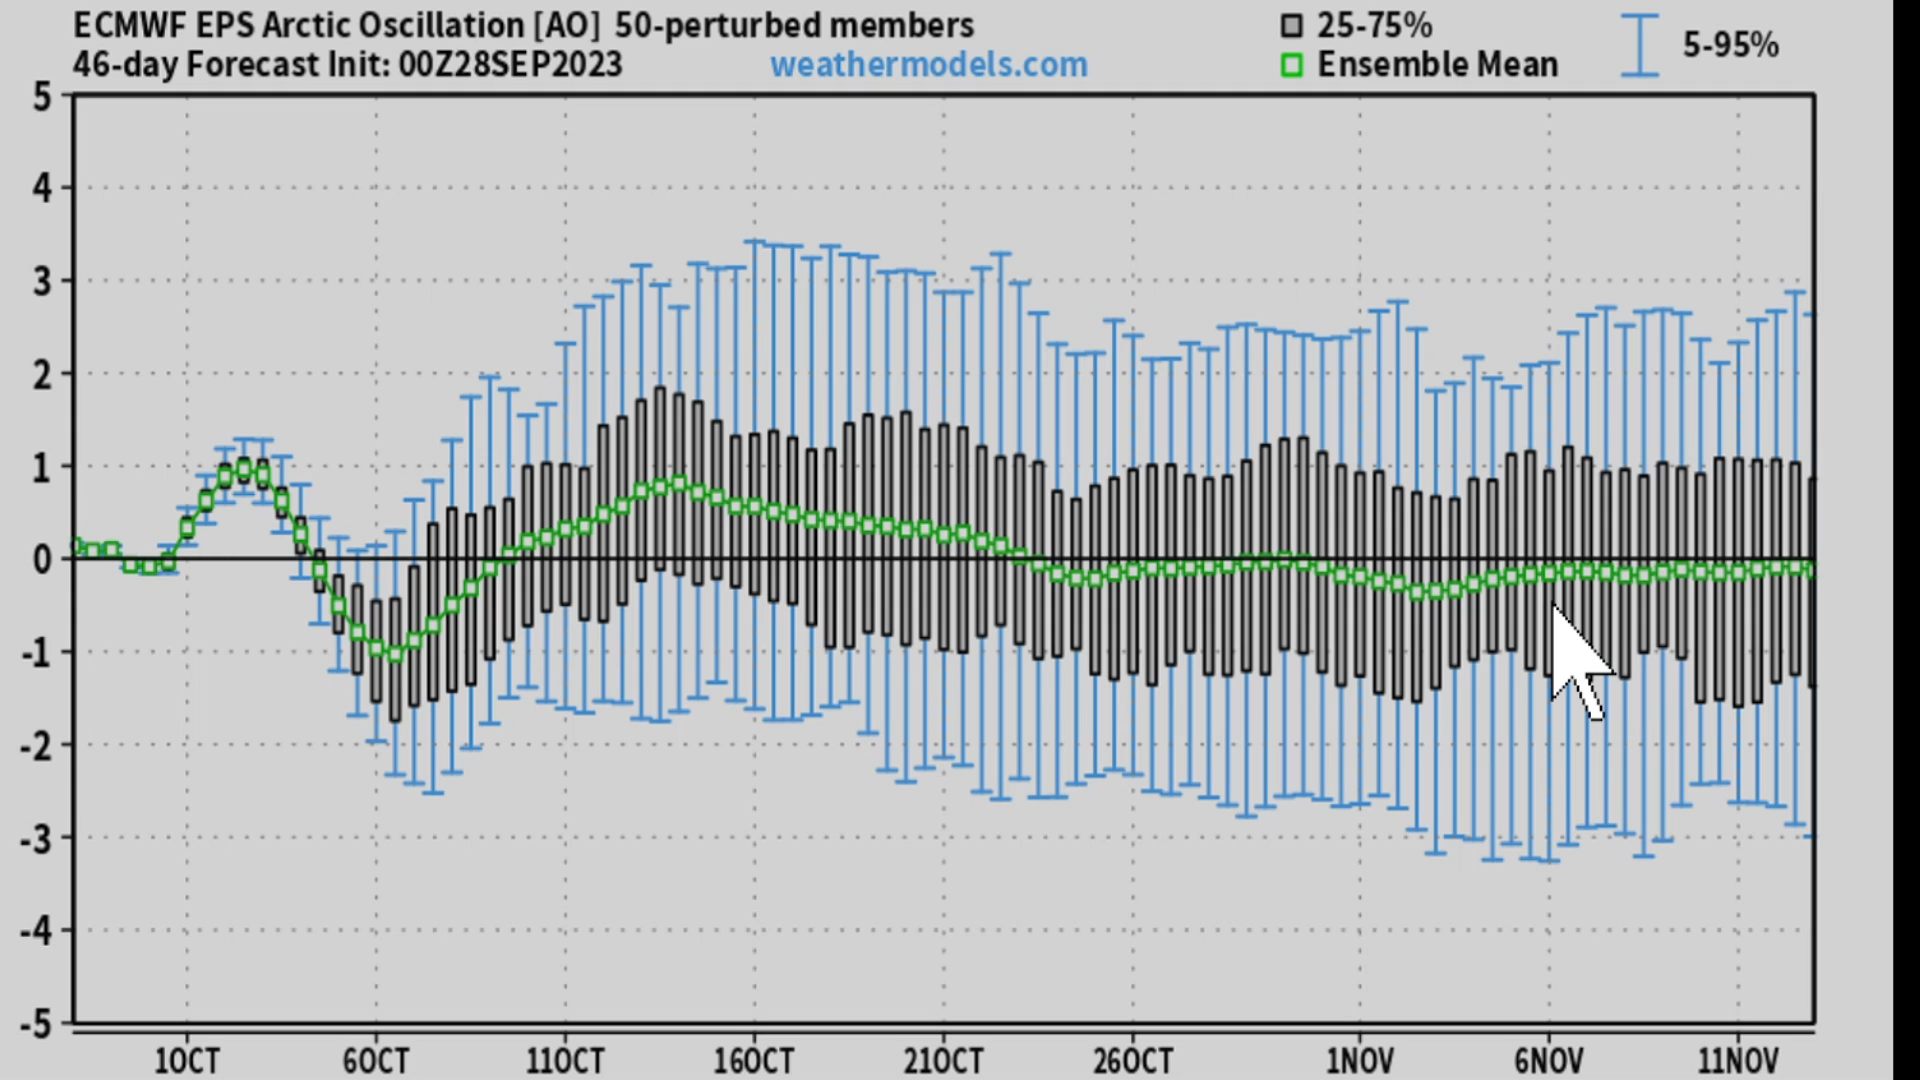 ECMWF EPS Arctic Oscillation [AO] 50-perturbed members
46-day Forecast Init: 00Z28SEP2023
weathermodels.com
25-75%
Ensemble Mean
5-95%
5
4
3
2
1
0
-1
-2
-3
-4
-5
1OCT 6OCT 11OCT 16OCT 21OCT 26OCT 1NOV 6NOV 11NOV